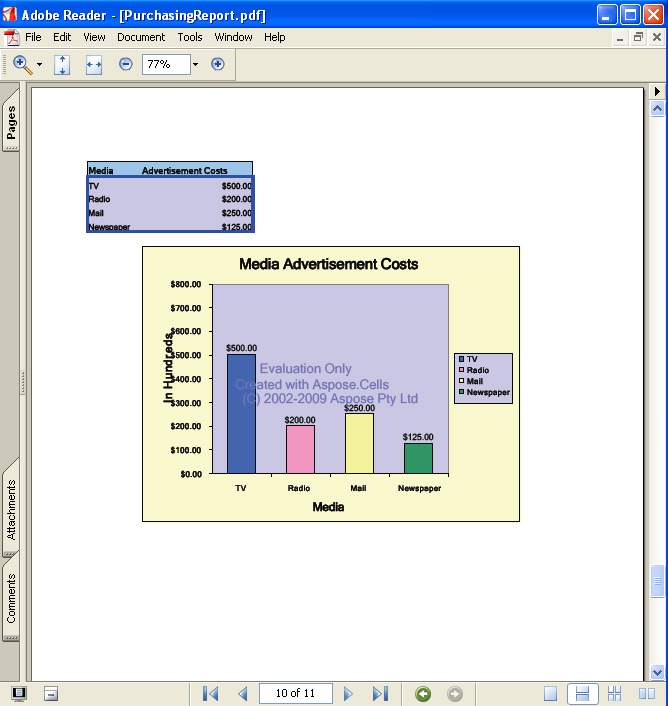 Adobe Reader - [PurchasingReport.pdf]
File Edit View Document Tools Window Help
77%
Pages
Attachments
Comments
Media Advertisement Costs
TV $500.00
Radio $200.00
Mail $250.00
Newspaper $125.00
Media Advertisement Costs
In Hundreds
$800.00
$700.00
$600.00
$500.00
$400.00
$300.00
$200.00
$100.00
$0.00
$500.00
$200.00
$250.00
$125.00
Evaluation Only
Created with Aspose.Cells
(C) 2002-2009 Aspose Pty Ltd
TV Radio Mail Newspaper
Media
TV
Radio
Mail
Newspaper
10 of 11